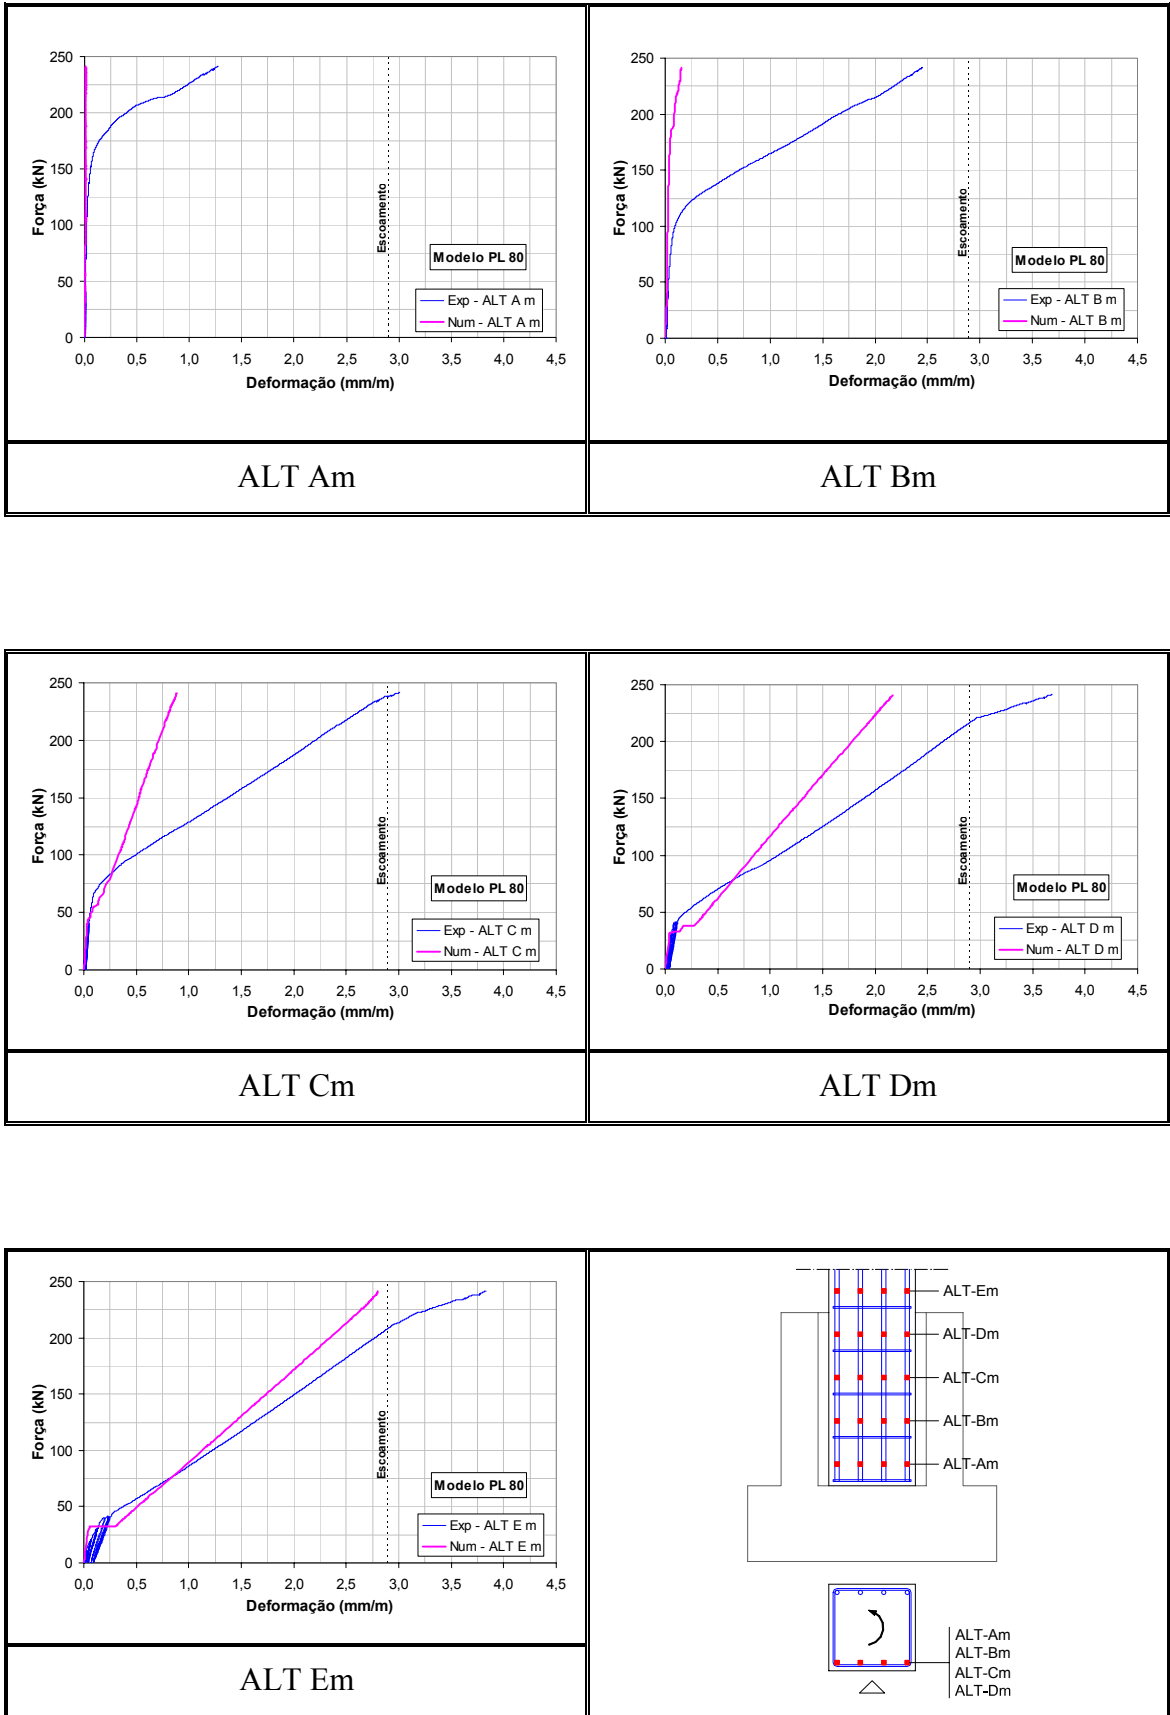 250
200
150
100
50
0
Força (kN)
0,0 0,5 1,0 1,5 2,0 2,5 3,0 3,5 4,0 4,5
Deformação (mm/m)
Escoamento
Modelo PL 80
Exp - ALT A m
Num - ALT A m
ALT Am
250
200
150
100
50
0
Força (kN)
0,0 0,5 1,0 1,5 2,0 2,5 3,0 3,5 4,0 4,5
Deformação (mm/m)
Escoamento
Modelo PL 80
Exp - ALT B m
Num - ALT B m
ALT Bm
250
200
150
100
50
0
Força (kN)
0,0 0,5 1,0 1,5 2,0 2,5 3,0 3,5 4,0 4,5
Deformação (mm/m)
Escoamento
Modelo PL 80
Exp - ALT C m
Num - ALT C m
ALT Cm
250
200
150
100
50
0
Força (kN)
0,0 0,5 1,0 1,5 2,0 2,5 3,0 3,5 4,0 4,5
Deformação (mm/m)
Escoamento
Modelo PL 80
Exp - ALT D m
Num - ALT D m
ALT Dm
250
200
150
100
50
0
Força (kN)
0,0 0,5 1,0 1,5 2,0 2,5 3,0 3,5 4,0 4,5
Deformação (mm/m)
Escoamento
Modelo PL 80
Exp - ALT E m
Num - ALT E m
ALT Em
ALT-Em
ALT-Dm
ALT-Cm
ALT-Bm
ALT-Am
ALT-Am
ALT-Bm
ALT-Cm
ALT-Dm